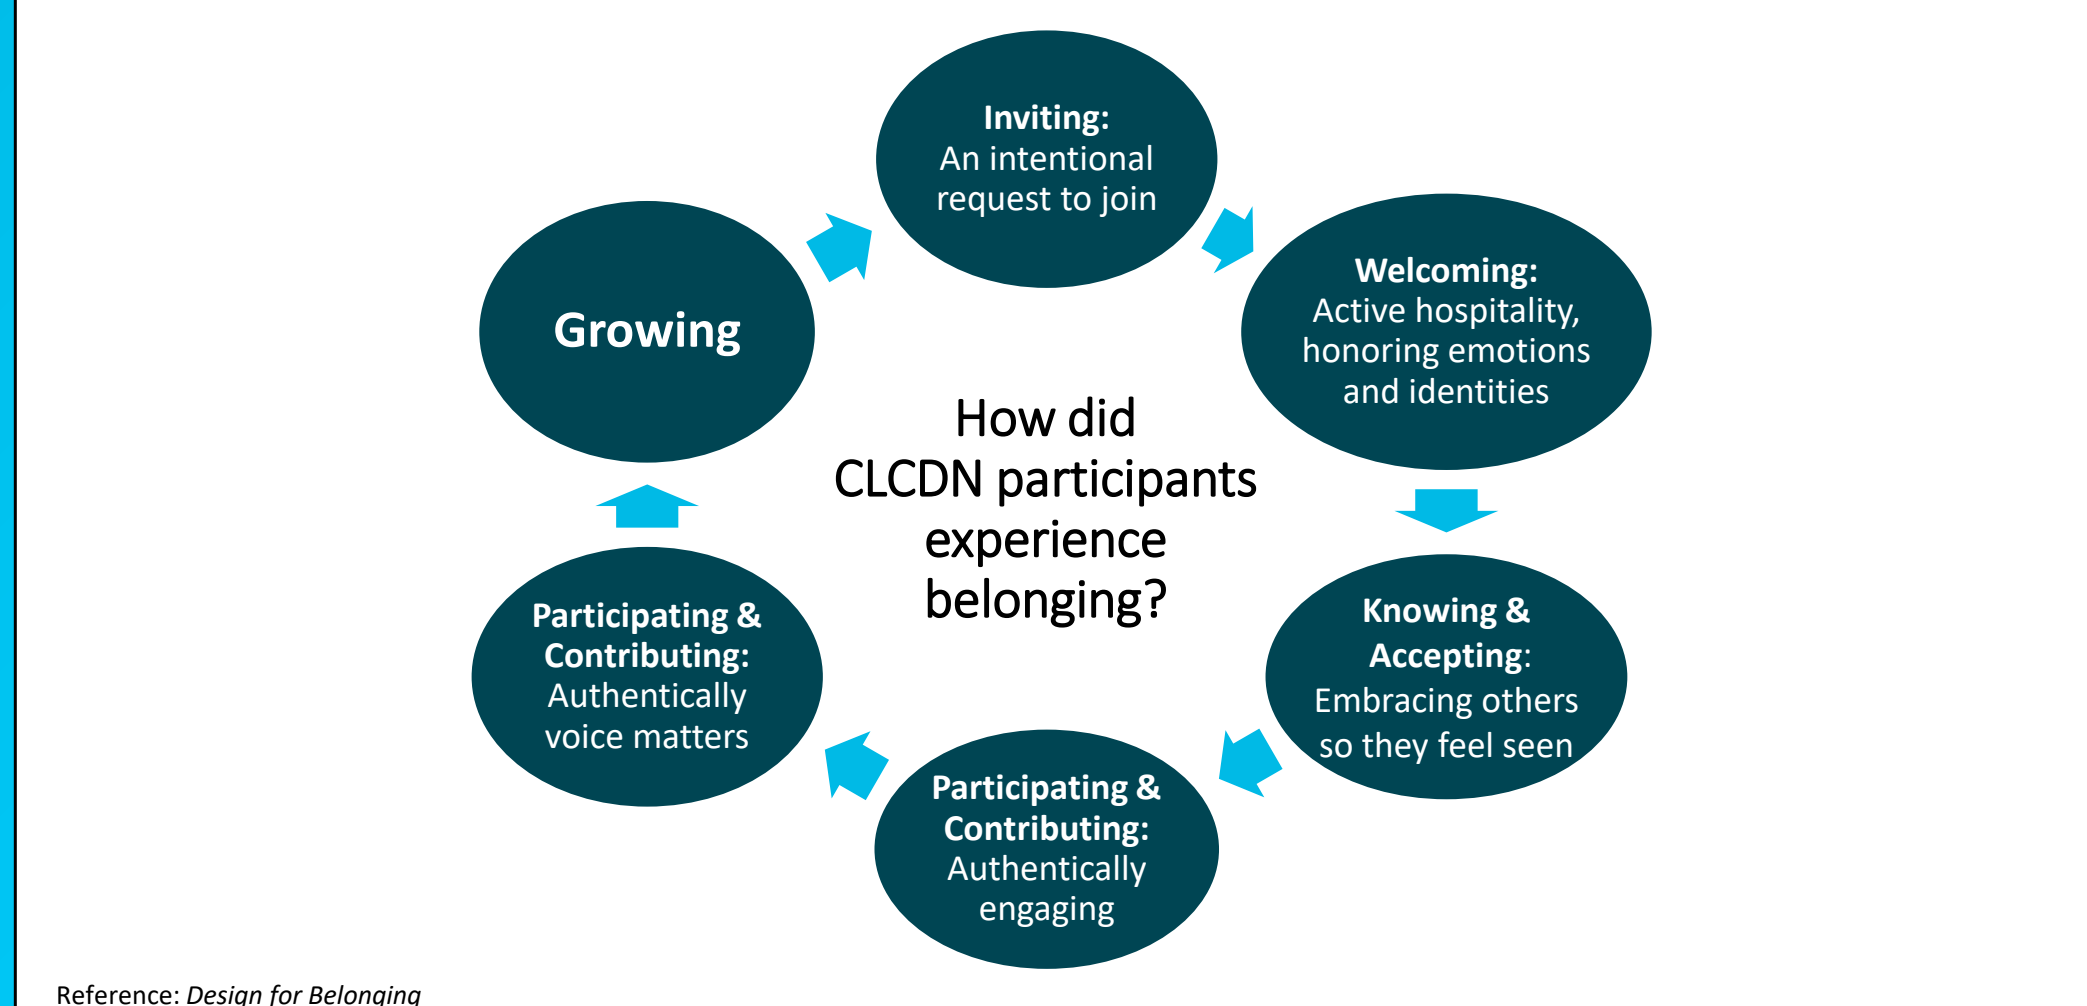 Inviting:
An intentional
request to join
Welcoming:
Active hospitality,
honoring emotions
and identities
Knowing &
Accepting:
Embracing others
so they feel seen
Participating &
Contributing:
Authentically
engaging
Participating &
Contributing:
Authentically
voice matters
Growing
How did
CLCDN participants
experience
belonging?
Reference: Design for Belonging